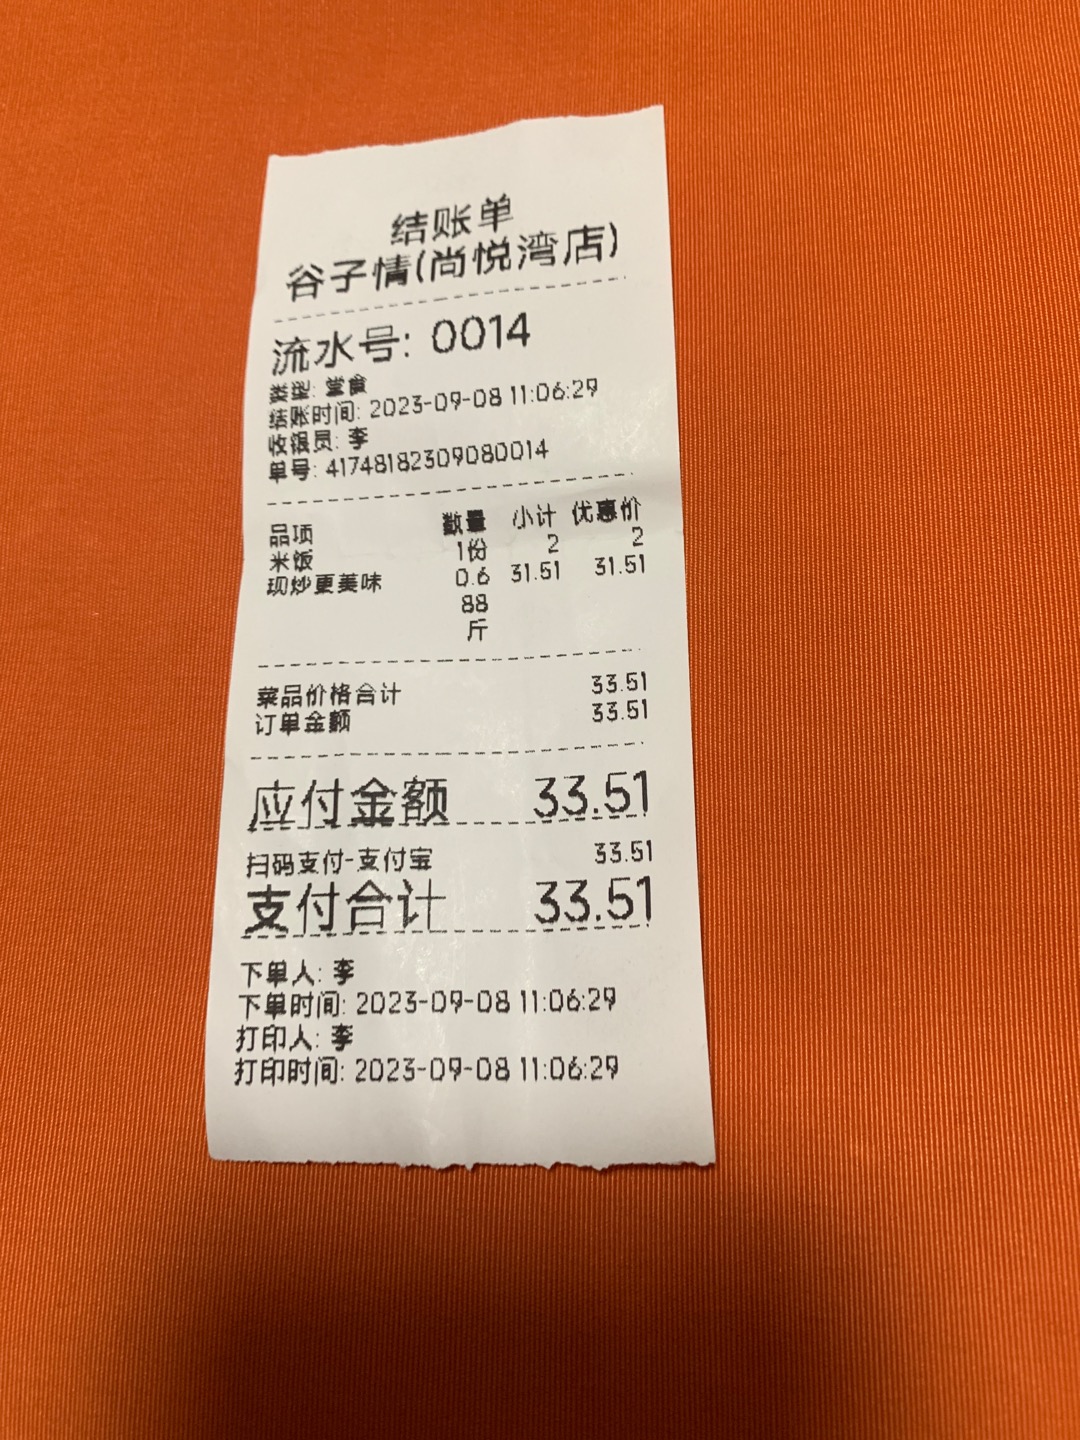 结账单
谷子情(尚悦湾店)
流水号: 0014
类型: 堂食
结账时间: 2023-09-08 11:06:29
收银员: 李
单号: 41748182309080014
品项 数量 小计 优惠价
米饭 1份 2 2
现炒更美味 0.6 31.51 31.51
88
斤
菜品价格合计 33.51
订单金额 33.51
应付金额 33.51
扫码支付-支付宝 33.51
支付合计 33.51
下单人: 李
下单时间: 2023-09-08 11:06:29
打印人: 李
打印时间: 2023-09-08 11:06:29